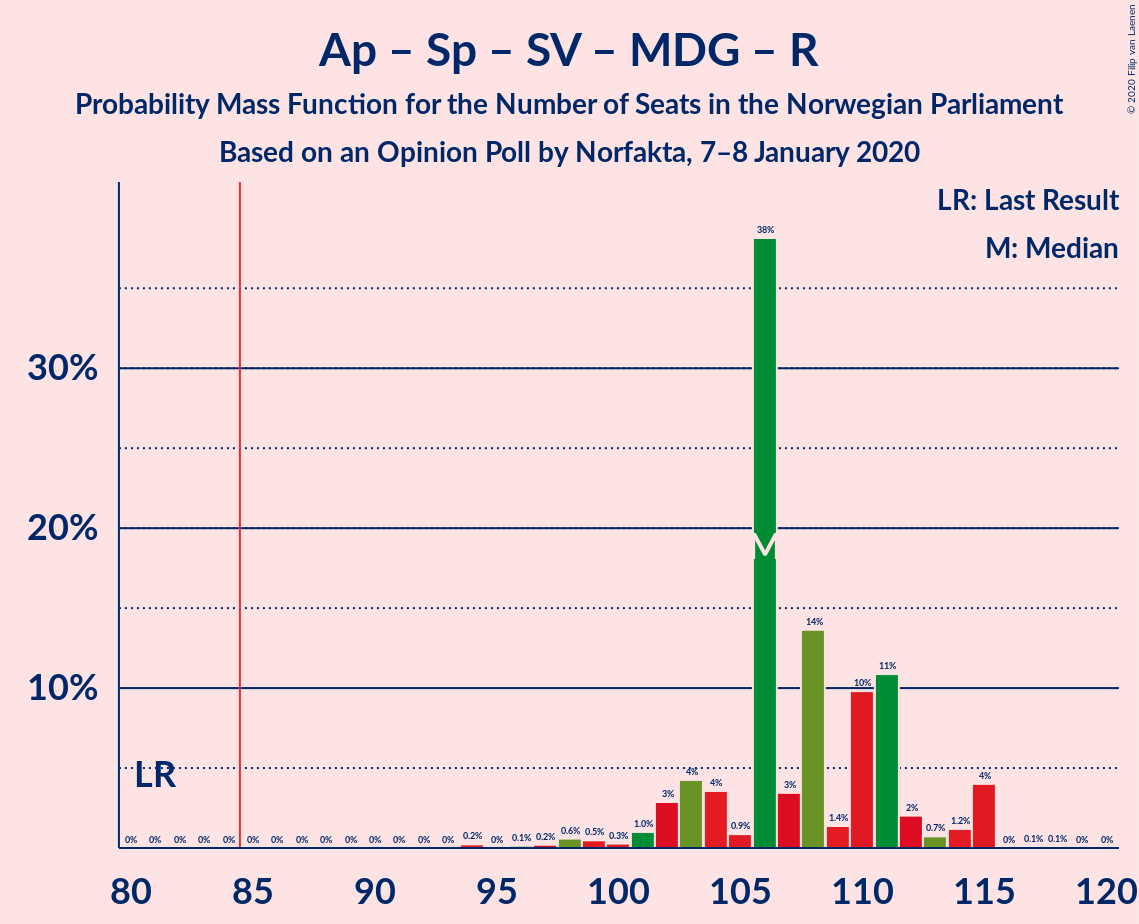 Ap – Sp – SV – MDG – R
Probability Mass Function for the Number of Seats in the Norwegian Parliament
Based on an Opinion Poll by Norfakta, 7–8 January 2020
© 2020 Filip van Laenen
LR: Last Result
M: Median
38%
30%
20%
M
14%
11%
10%
10%
LR
4%
4%
4%
3%
3%
2%
1.4%
1.2%
1.0%
0.9%
0.7%
0% 0% 0% 0% 0% 0% 0% 0% 0% 0% 0% 0% 0% 0% 0.2% 0% 0.1% 0.2% 0.6% 0.5% 0.3% 0% 0.1% 0.1% 0% 0%
80 85 90 95 100 105 110 115 120